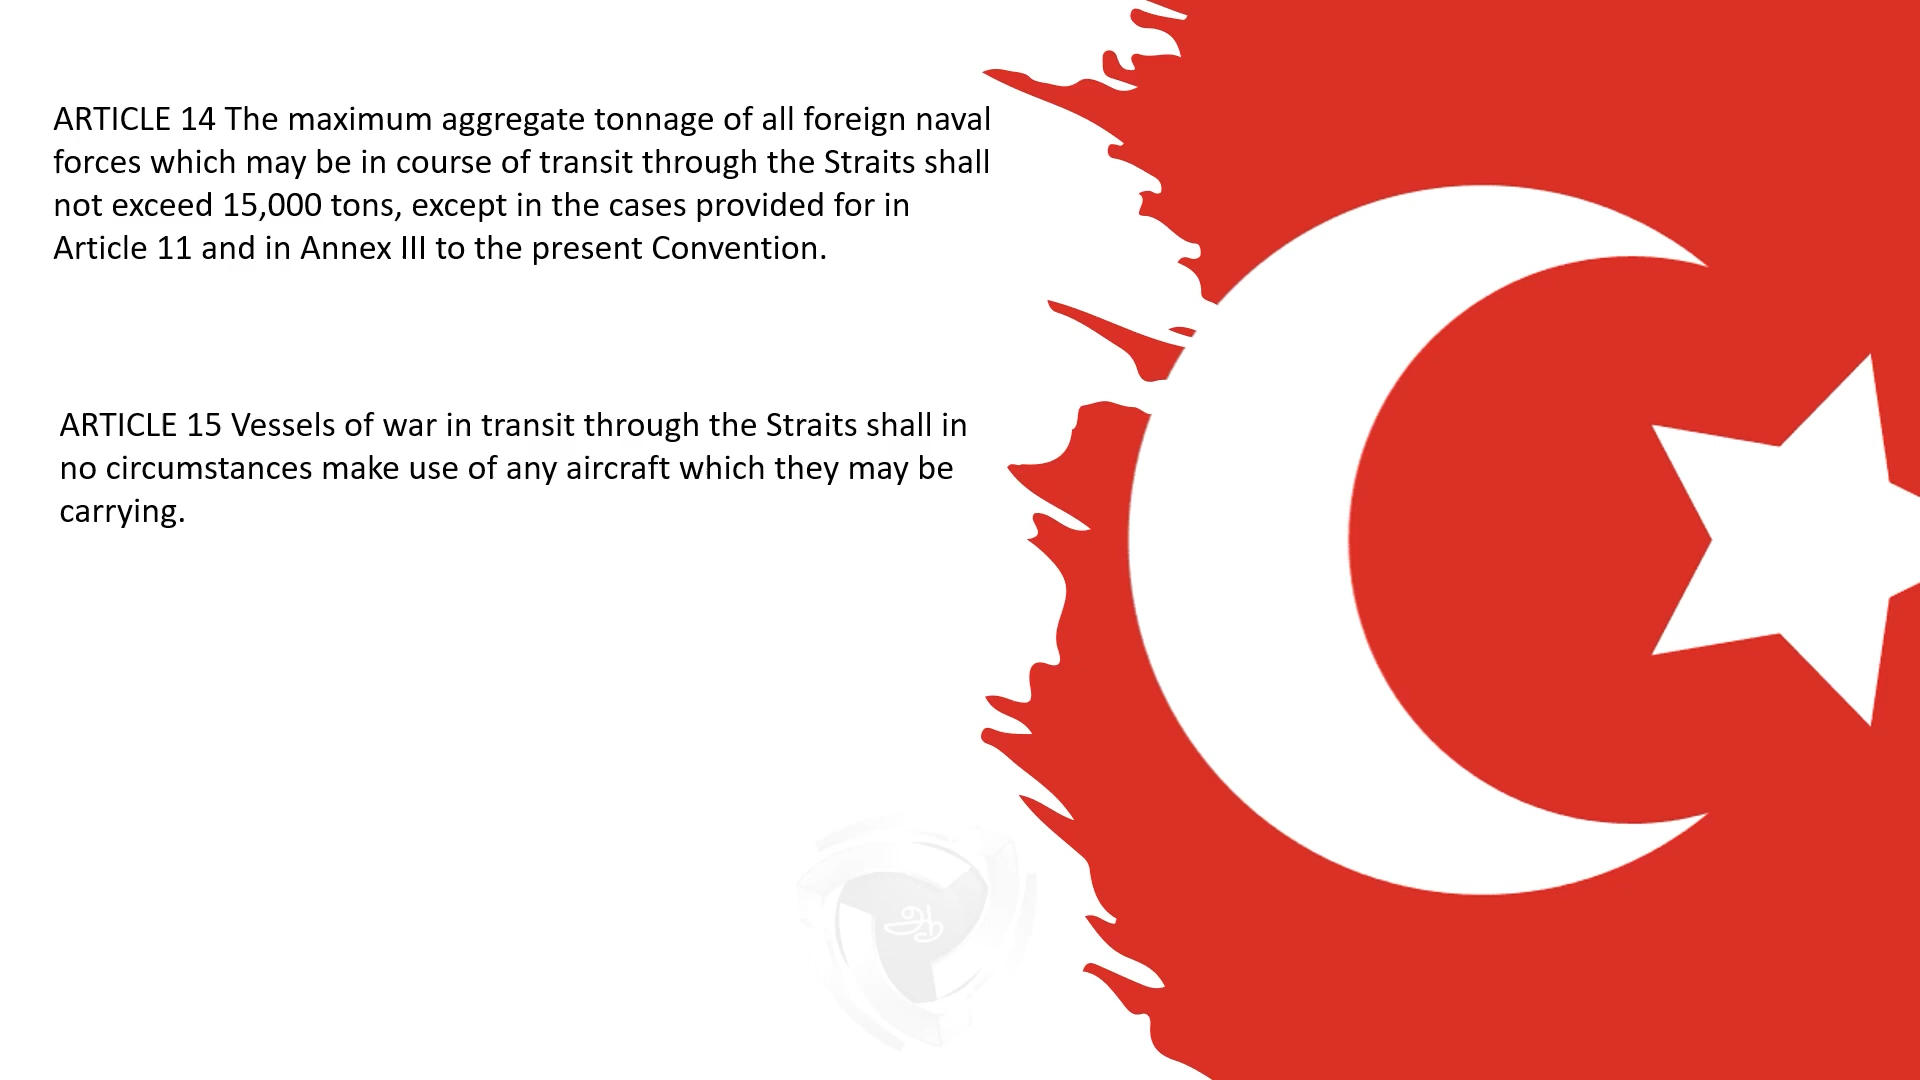 ARTICLE 14 The maximum aggregate tonnage of all foreign naval
forces which may be in course of transit through the Straits shall
not exceed 15,000 tons, except in the cases provided for in
Article 11 and in Annex III to the present Convention.
ARTICLE 15 Vessels of war in transit through the Straits shall in
no circumstances make use of any aircraft which they may be
carrying.